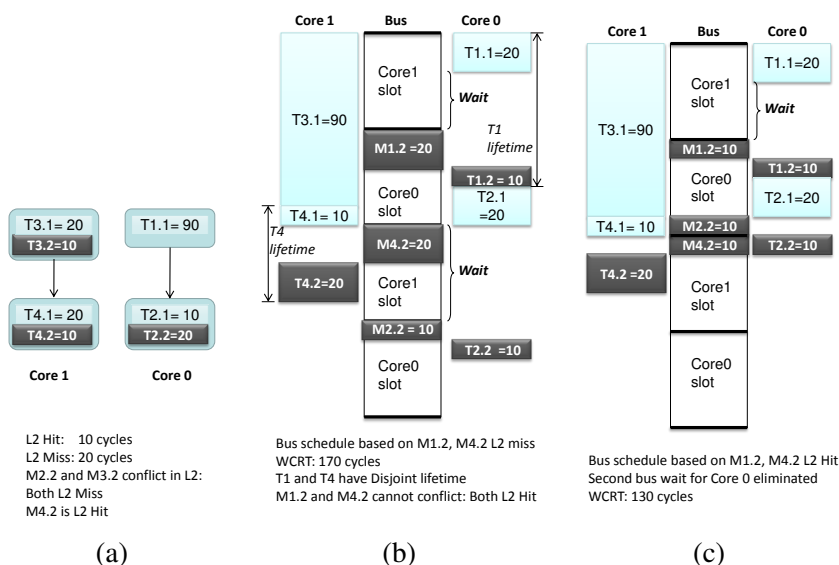 T3.1= 20
T3.2=10
T1.1= 90
T4.1= 20
T4.2=10
T2.1= 10
T2.2=20
Core 1
Core 0
L2 Hit: 10 cycles
L2 Miss: 20 cycles
M2.2 and M3.2 conflict in L2:
Both L2 Miss
M4.2 is L2 Hit
(a)
Core 1
Bus
Core 0
T1.1=20
Core1
slot
Wait
T3.1=90
T1
lifetime
M1.2 =20
T1.2 = 10
Core0
slot
T2.1
=20
T4.1= 10
T4
lifetime
M4.2=20
Wait
T4.2=20
Core1
slot
M2.2 = 10
T2.2 =10
Core0
slot
Bus schedule based on M1.2, M4.2 L2 miss
WCRT: 170 cycles
T1 and T4 have Disjoint lifetime
M1.2 and M4.2 cannot conflict: Both L2 Hit
(b)
Core 1
Bus
Core 0
T1.1=20
Core1
slot
Wait
T3.1=90
M1.2=10
T1.2=10
Core0
slot
T2.1=20
T4.1= 10
M2.2=10
M4.2=10
T2.2=10
T4.2 =20
Core1
slot
Core0
slot
Bus schedule based on M1.2, M4.2 L2 Hit
Second bus wait for Core 0 eliminated
WCRT: 130 cycles
(c)